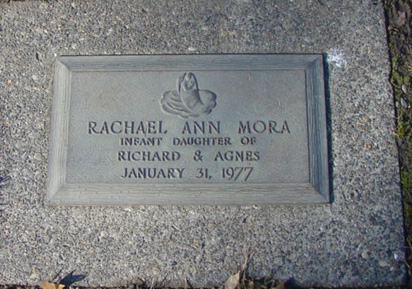 RACHAEL ANN MORA
INFANT DAUGHTER OF
RICHARD & AGNES
JANUARY 31, 1977